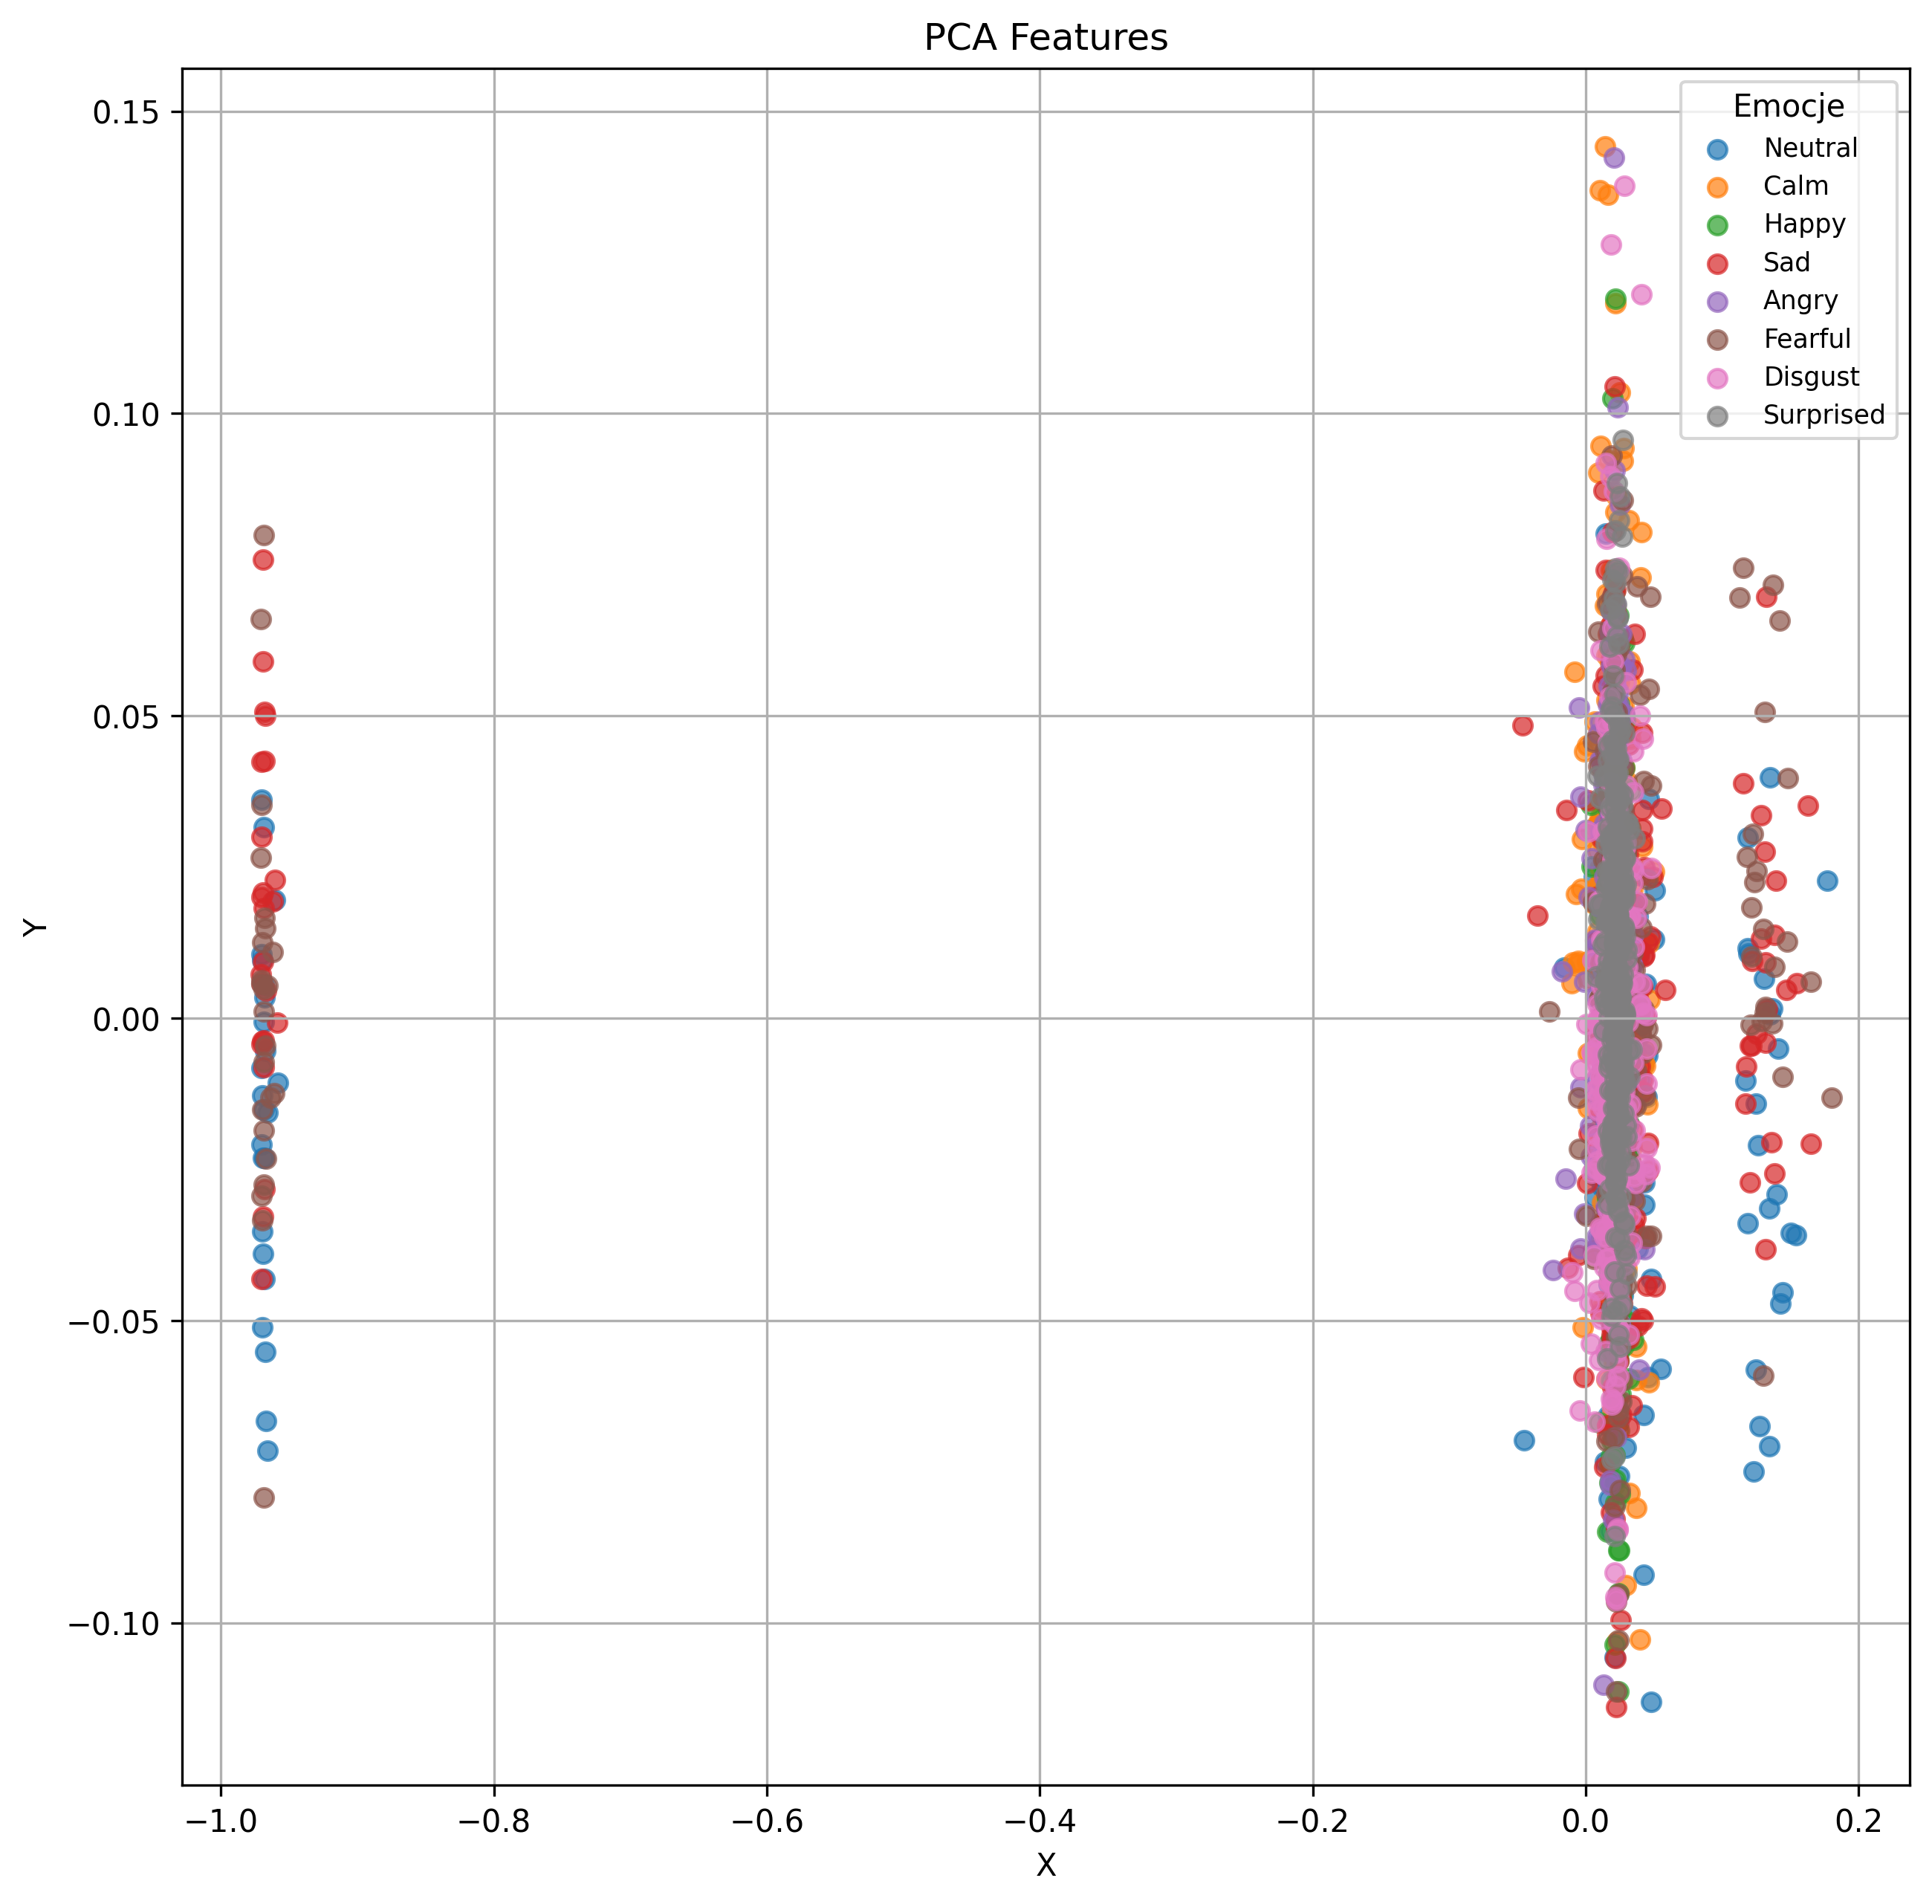 PCA Features
0.15
0.10
0.05
0.00
−0.05
−0.10
Y
Emocje
Neutral
Calm
Happy
Sad
Angry
Fearful
Disgust
Surprised
−1.0 −0.8 −0.6 −0.4 −0.2 0.0 0.2
X